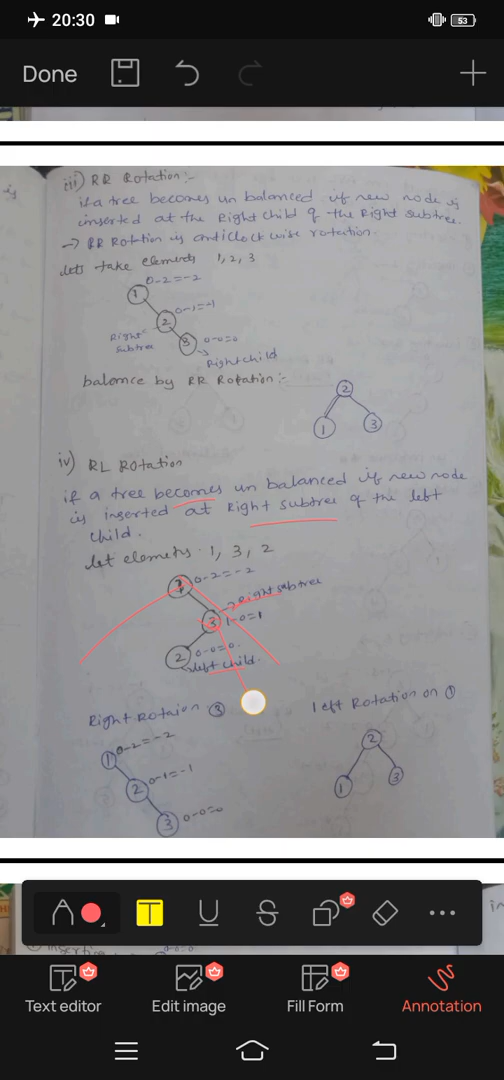 20:30
53
Done
iii) RR Rotation :-
if a tree becomes un balanced if new node is
inserted at the Right child of the Right subtree.
→ RR Rotation is anticlock wise rotation.
lets take elements 1, 2, 3
0-2=-2
1
0-1=-1
2
Right
subtree
3
0-0=0
Right child
balance by RR Rotation :-
2
1
3
iv) RL Rotation
if a tree becomes un balanced if new node
is inserted at Right subtree of the left
child.
let elements 1, 3, 2
0-2=-2
Right subtree
3
1-0=1
0-0=0
2
left child.
Right Rotaion 3
left Rotation on 1
0-2=-2
1
2
0-1=-1
3
0-0=0
2
1
3
T
U
S
Text editor
Edit image
Fill Form
Annotation